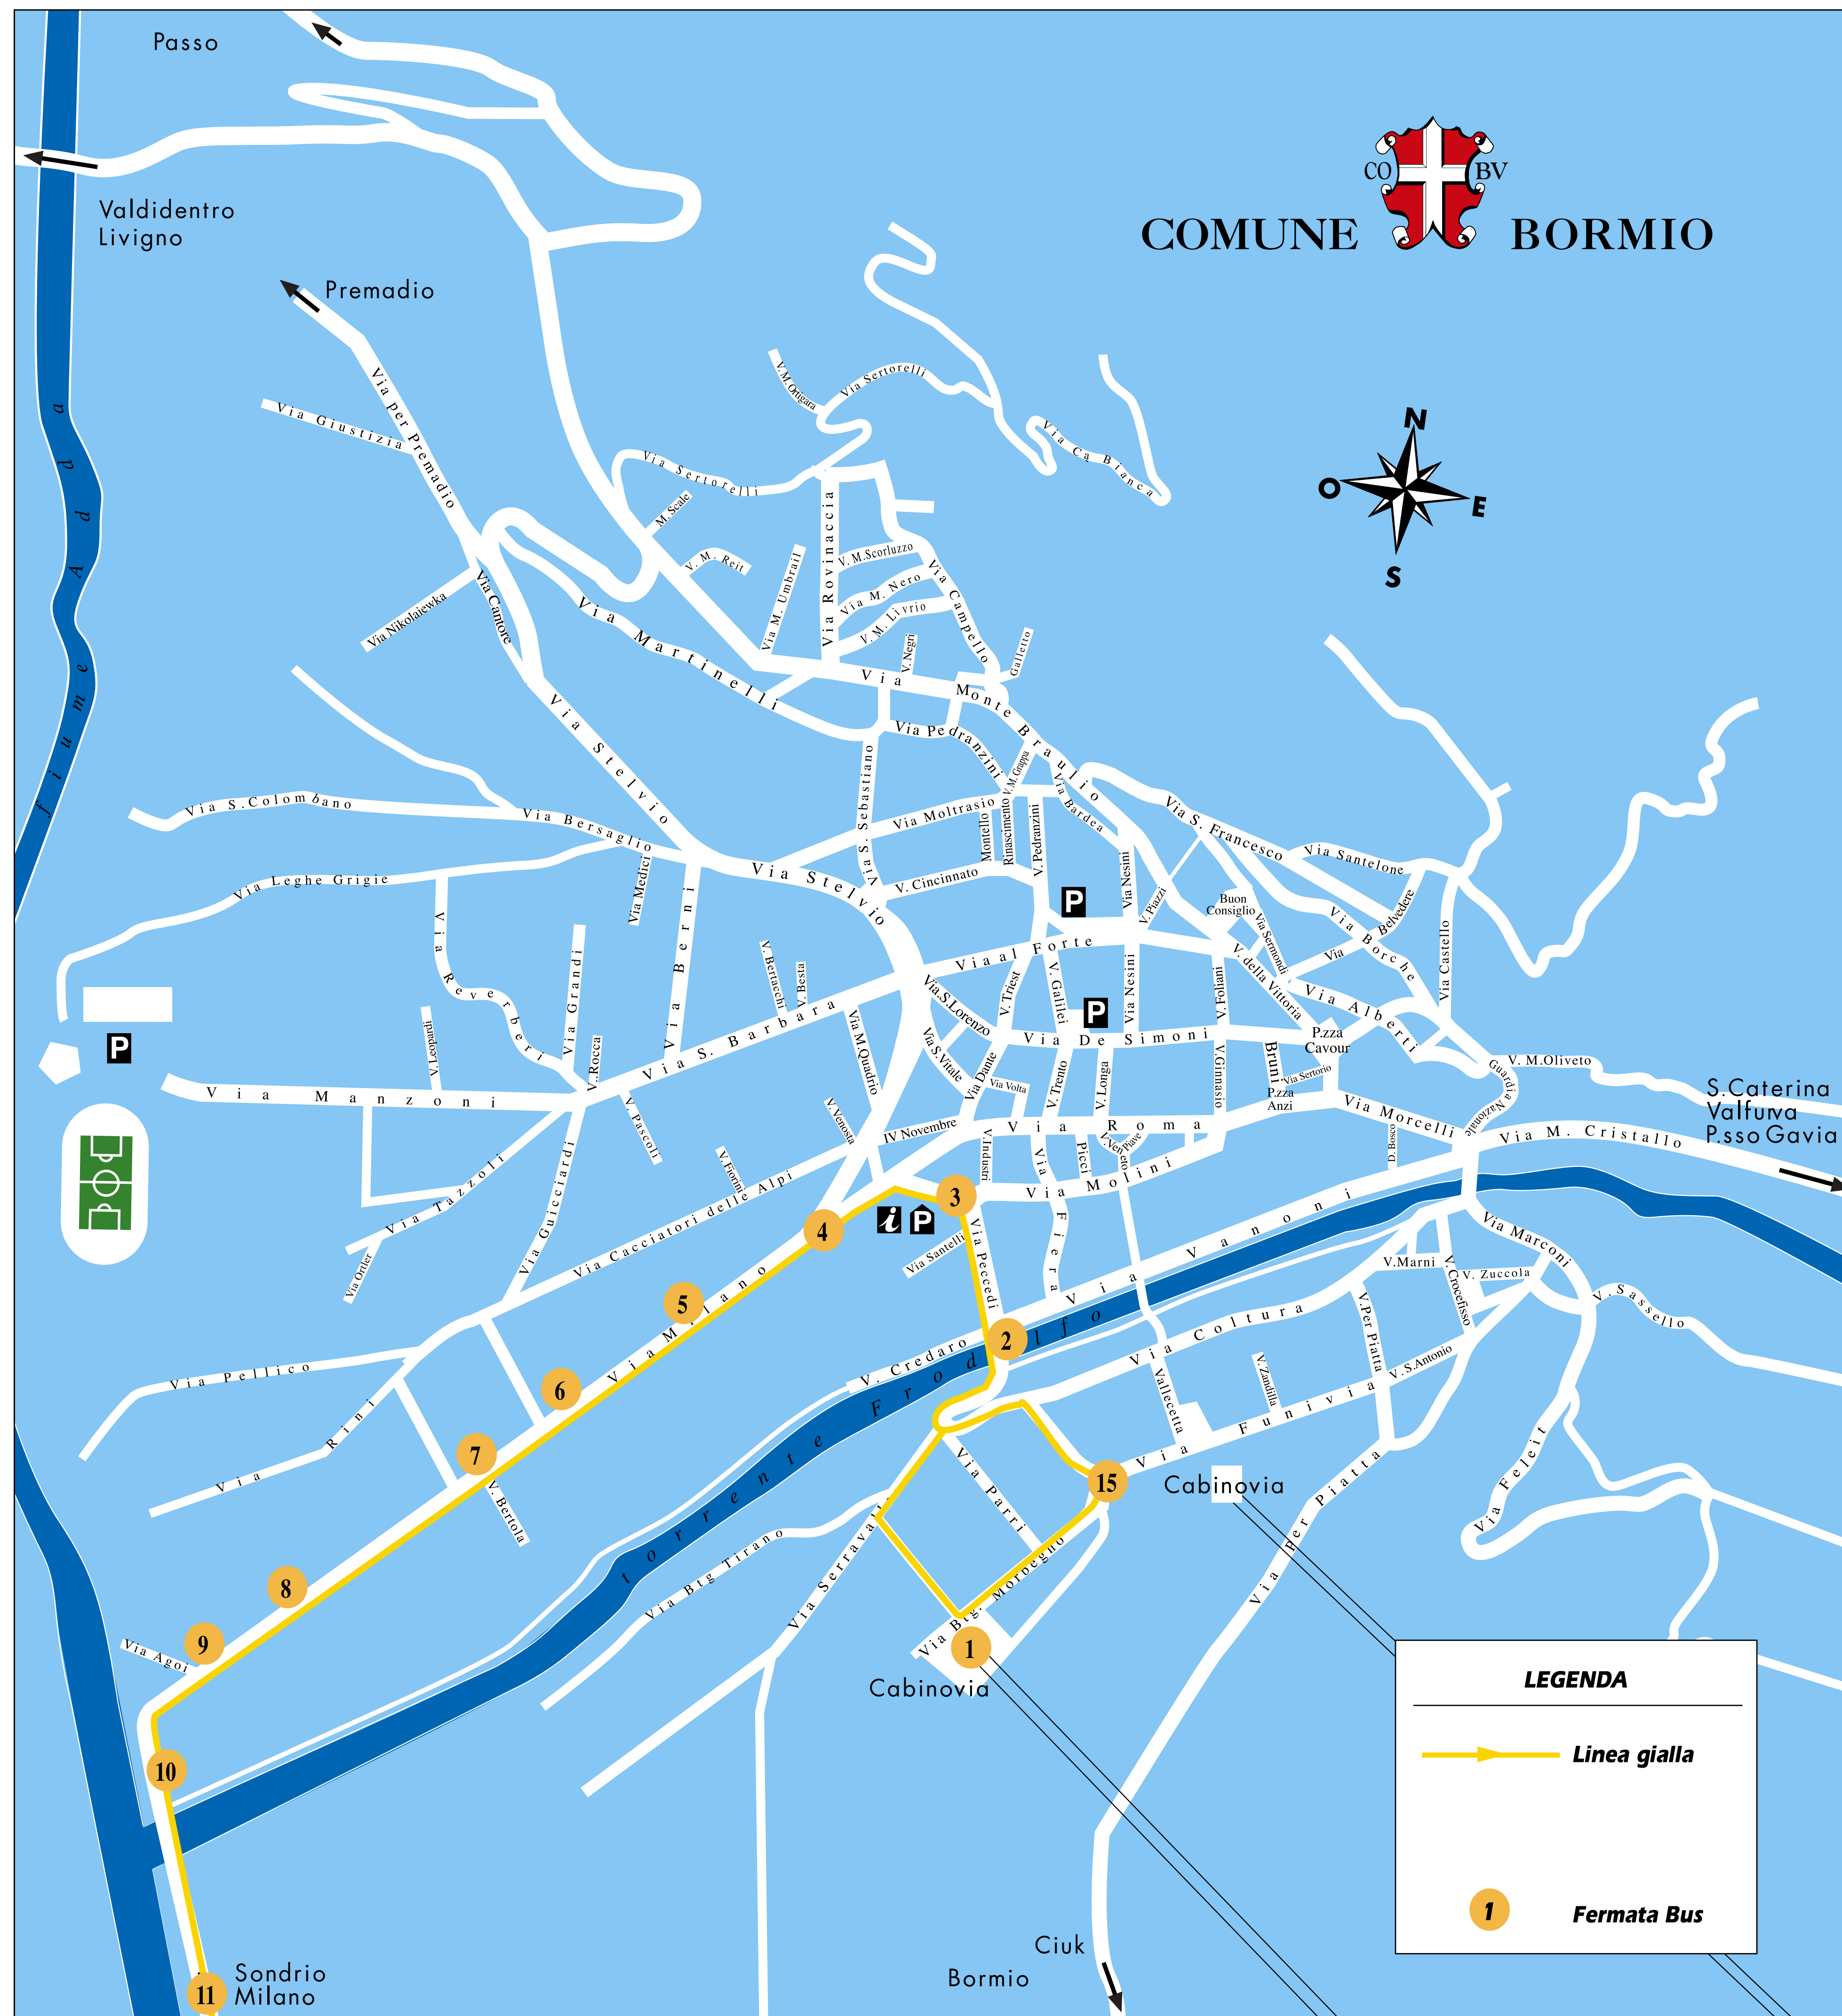 Passo
CO
BV
COMUNE
BORMIO
Valdidentro
Livigno
Premadio
Via per Premadio
Via Giustizia
V.M.Ortigara
Via Sertorelli
Via Ca Bianca
N
O
E
S
fiume Adda
Via Sertorelli
M. Scale
V. M. Reit
Via M. Umbrail
Via Rovinaccia
V. M.Scorluzzo
Via M. Nero
V. M. Livrio
Via Campello
V.Negri
Galletto
Via Nikolaiewka
Via Cantore
Via Martinelli
Via Monte Braulio
Via Stelvio
Via Pedranzini
V.M. Grappa
Via Bardea
Via S. Sebastiano
Via S.Colombano
Via Bersaglio
Via Moltrasio
Montello
Rinascimento
V. Pedranzini
Via S. Francesco
Via Santelone
Via Leghe Grigie
Via Medici
Via Stelvio
V. Cincinnato
P
Via Nesini
V. Piazzi
Buon
Consiglio
Via Sermondi
Via Belvedere
Via Borche
Via Castello
Via Reverberi
Via Grandi
Via Berni
V. Bertacchi
V. Besta
Via al Forte
V. della Vittoria
Via S.Lorenzo
V.Triest
V. Galilei
P
Via Nesini
V. Foliani
Via Alberti
P
V.Leopardi
V.Rocca
Via S. Barbara
Via M.Quadrio
Via S.Vitale
Via De Simoni
P.zza
Cavour
Bruni
Via Sertorio
Guardia Nazionale
V. M.Oliveto
Via Manzoni
V. Pascoli
Via Dante
Via Volta
V. Trento
V.Longa
V.Ginnasio
P.zza
Anzi
Via Morcelli
Via M. Cristallo
S.Caterina
Valfurva
P.sso Gavia
V. Venosta
IV Novembre
Via Roma
V.Ven Piave
Veneto
D. Bosco
V.Induśni
Picci
Via Tazzoli
Via Guicciardi
V.Fiorini
Via Cacciatori delle Alpi
Via Molini
3
4
i
P
Via Santelli
Via Peccedi
Via Fiera
Via Vanoni
Via Marconi
Via Ortler
5
Via Milano
2
V. Credaro
torrente Frodolfo
V.Marni
V. Zuccola
V.Crocefisso
V. Sassello
Via Coltura
V.Per Piatta
Via Pellico
6
Via Rini
7
V. Bertola
Vallecetta
V. Zandilla
V. S.Antonio
Via Funivia
15
Cabinovia
Via Parri
Via Serravalle
Via Btg Tirano
Via Btg. Morbegno
Via Per Piatta
Via Feleit
8
9
Via Agoi
1
Cabinovia
10
11
Sondrio
Milano
Ciuk
Bormio
LEGENDA
Linea gialla
1
Fermata Bus